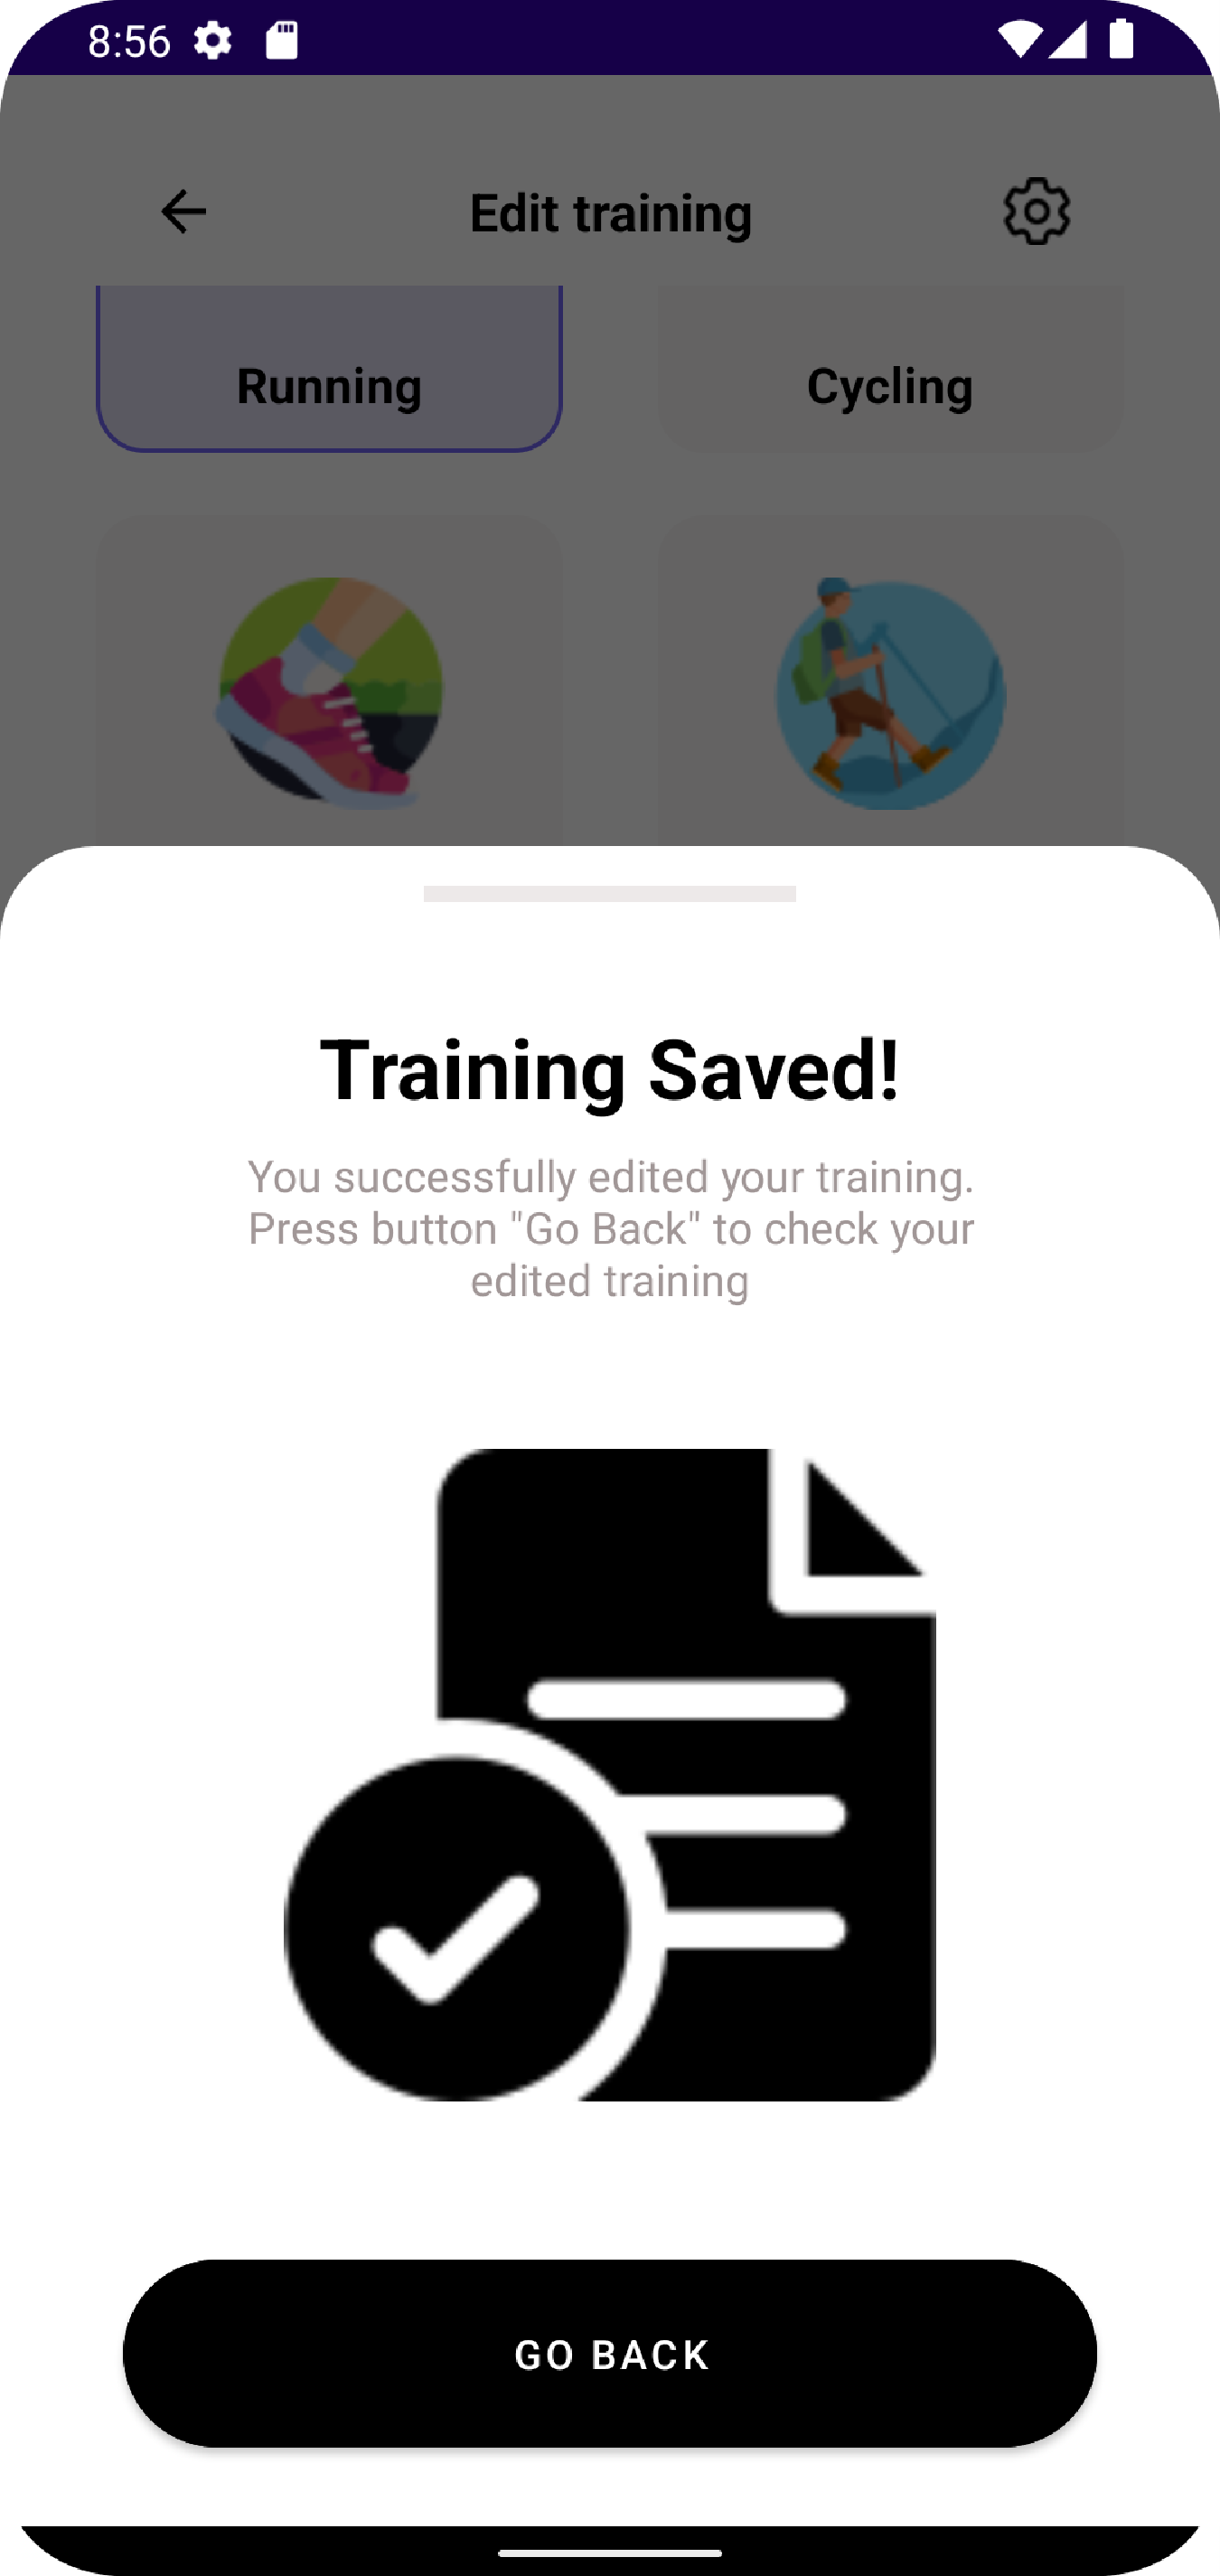 8:56
Edit training
Running
Cycling
Training Saved!
You successfully edited your training.
Press button "Go Back" to check your
edited training
GO BACK